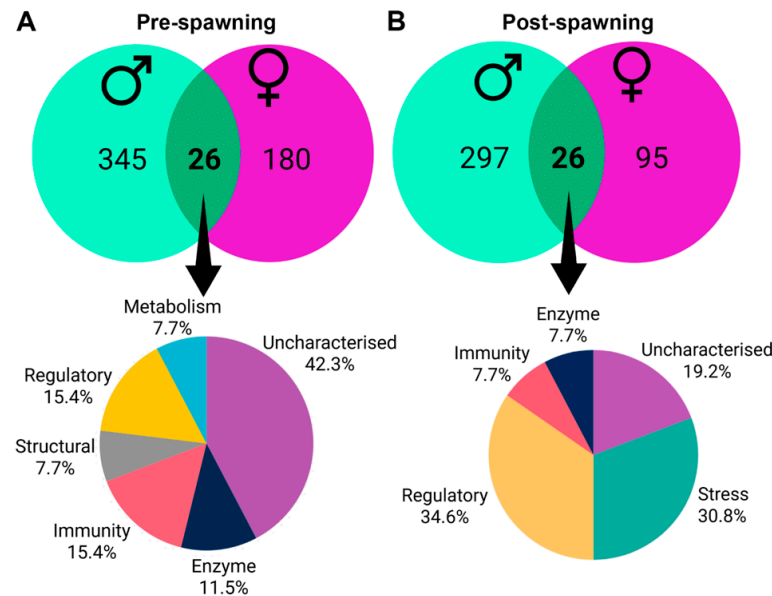 A
Pre-spawning
345
26
180
Metabolism
7.7%
Uncharacterised
42.3%
Regulatory
15.4%
Structural
7.7%
Immunity
15.4%
Enzyme
11.5%
B
Post-spawning
297
26
95
Enzyme
7.7%
Immunity
7.7%
Uncharacterised
19.2%
Regulatory
34.6%
Stress
30.8%